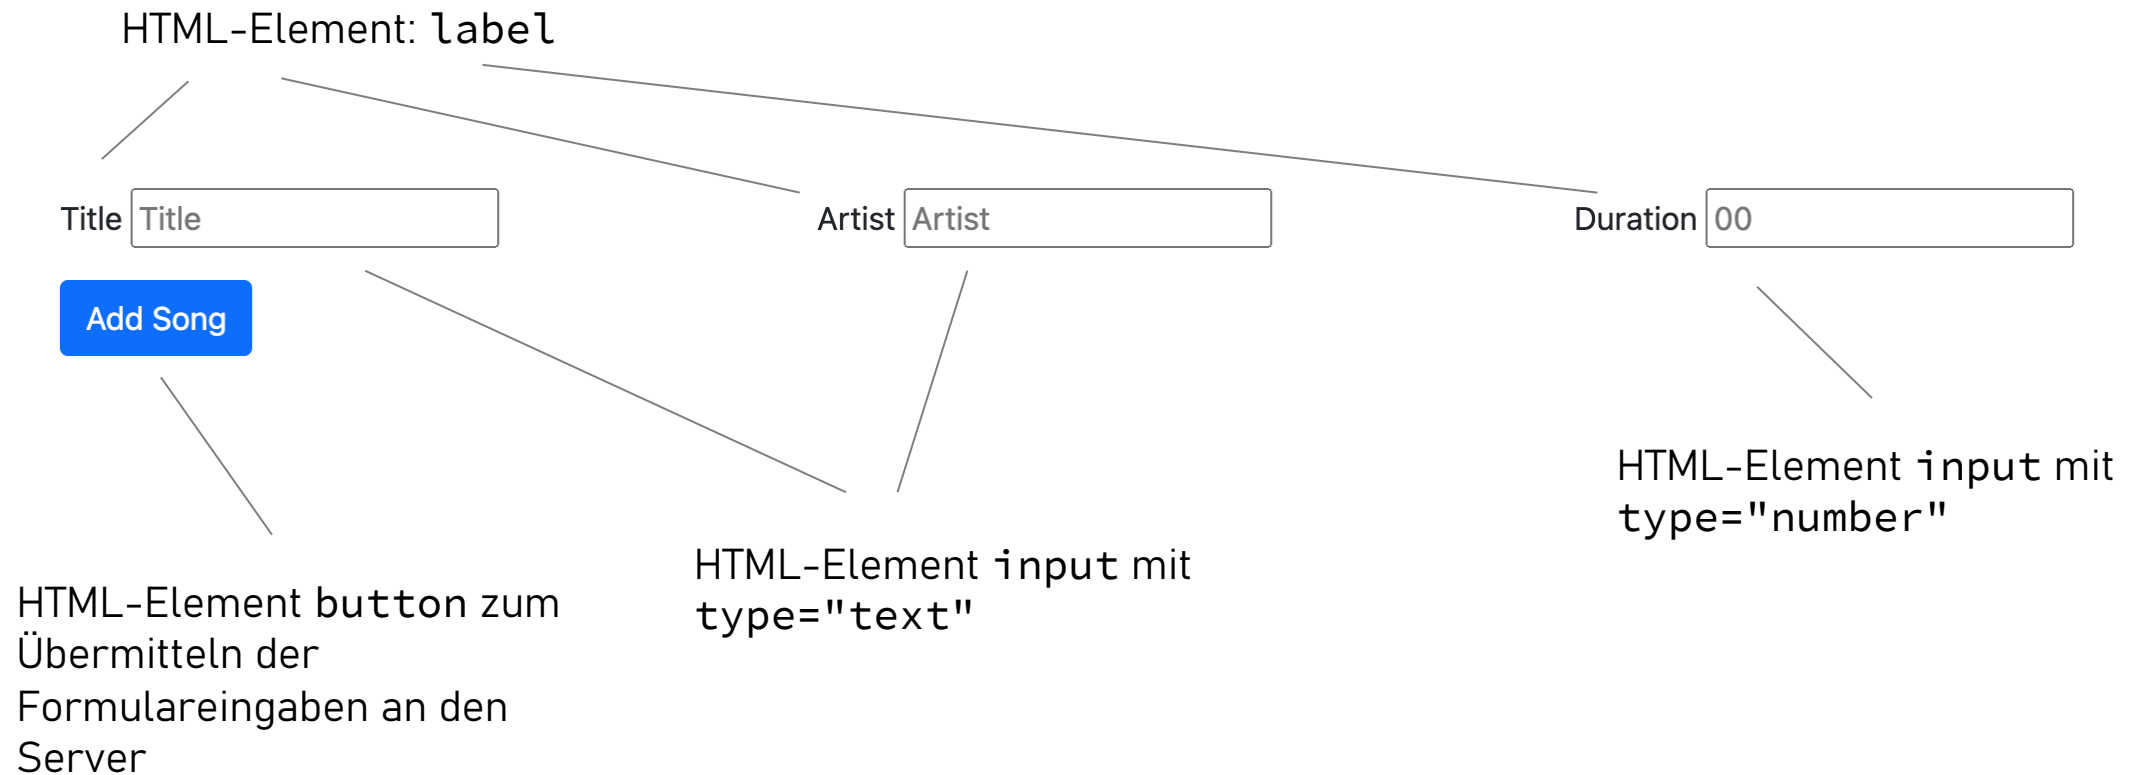 HTML-Element: label
Title Title
Artist Artist
Duration 00
Add Song
HTML-Element input mit
type="number"
HTML-Element input mit
type="text"
HTML-Element button zum
Übermitteln der
Formulareingaben an den
Server